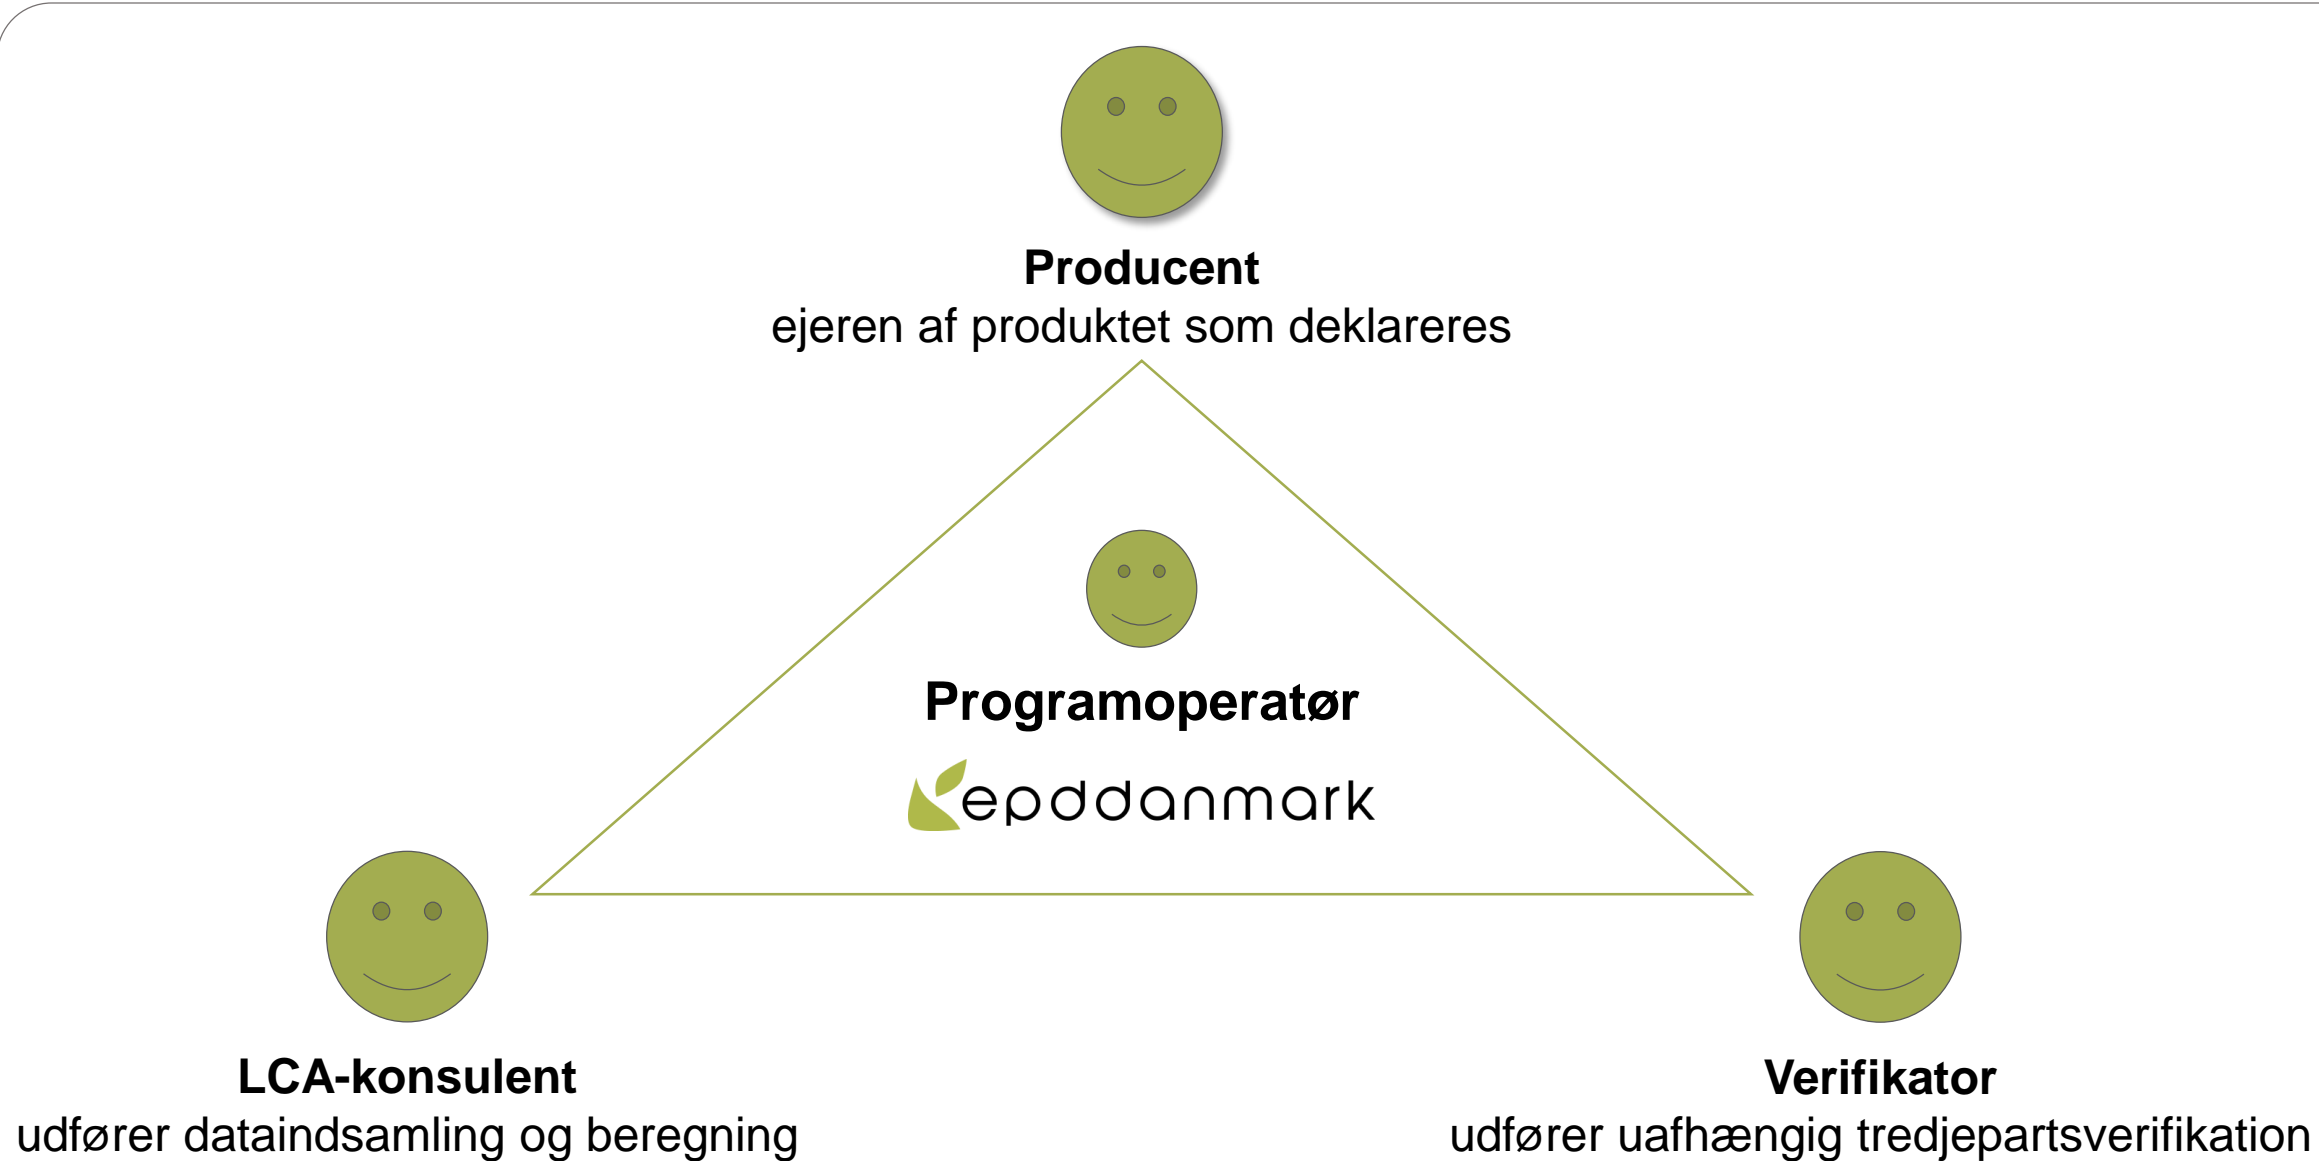 Producent
ejeren af produktet som deklareres
Programoperatør
epddanmark
LCA-konsulent
udfører dataindsamling og beregning
Verifikator
udfører uafhængig tredjepartsverifikation